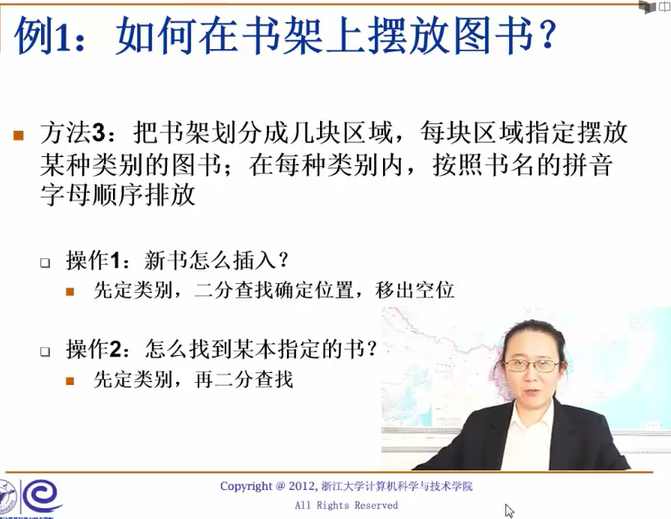 例1：如何在书架上摆放图书？
方法3：把书架划分成几块区域，每块区域指定摆放
某种类别的图书；在每种类别内，按照书名的拼音
字母顺序排放
操作1：新书怎么插入？
先定类别，二分查找确定位置，移出空位
操作2：怎么找到某本指定的书？
先定类别，再二分查找
Copyright @ 2012, 浙江大学计算机科学与技术学院
All Rights Reserved